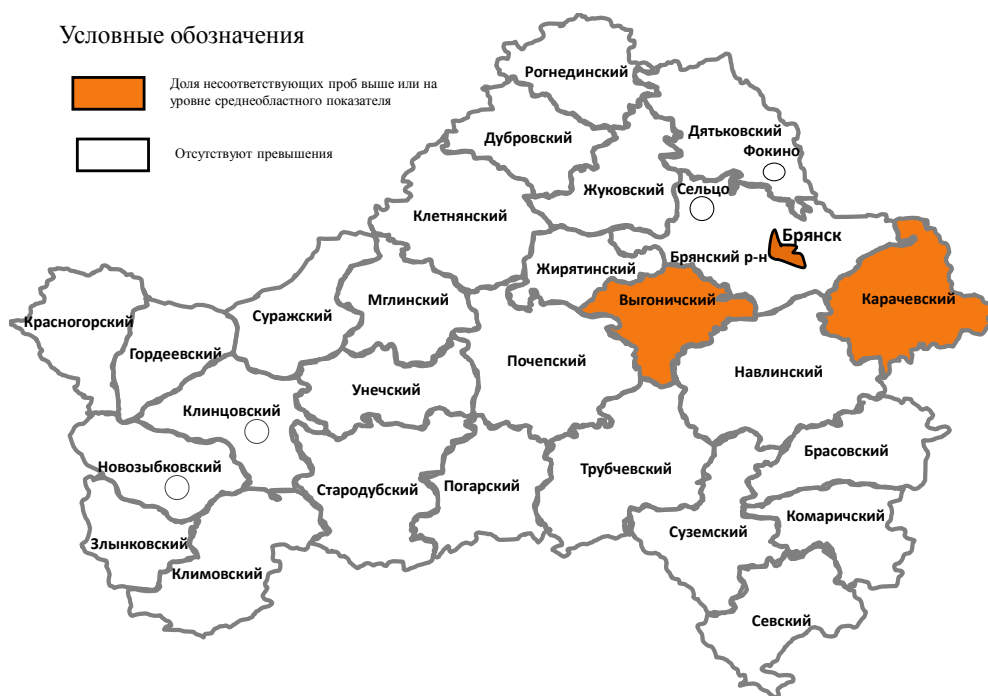 Условные обозначения
Доля несоответствующих проб выше или на
уровне среднеобластного показателя
Отсутствуют превышения
Рогнединский
Дубровский
Дятьковский
Фокино
Жуковский
Сельцо
Клетнянский
Брянск
Брянский р-н
Жирятинский
Выгоничский
Карачевский
Мглинский
Суражский
Красногорский
Гордеевский
Почепский
Навлинский
Унечский
Клинцовский
Брасовский
Новозыбковский
Трубчевский
Стародубский
Погарский
Комаричский
Суземский
Злынковский
Климовский
Севский